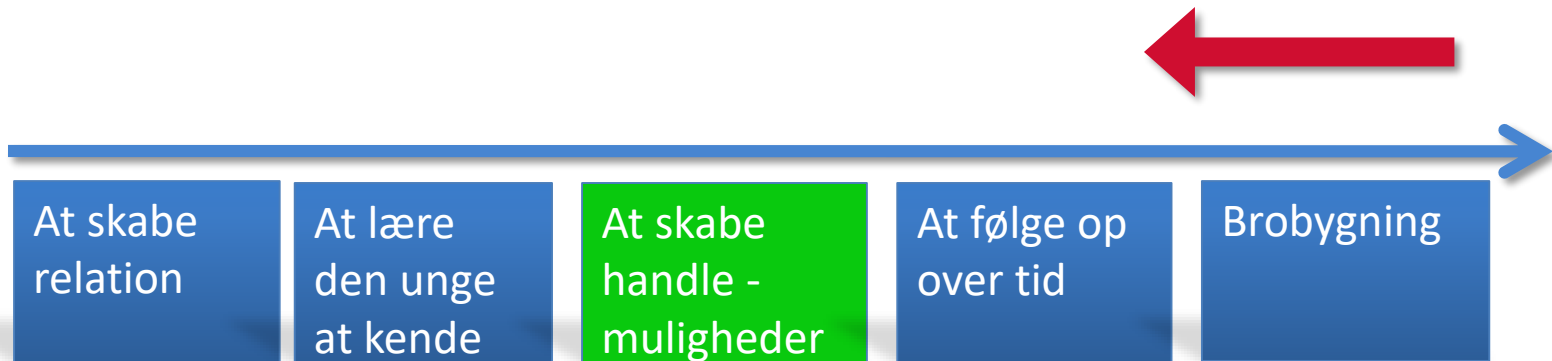 At skabe
relation
At lære
den unge
at kende
At skabe
handle -
muligheder
At følge op
over tid
Brobygning